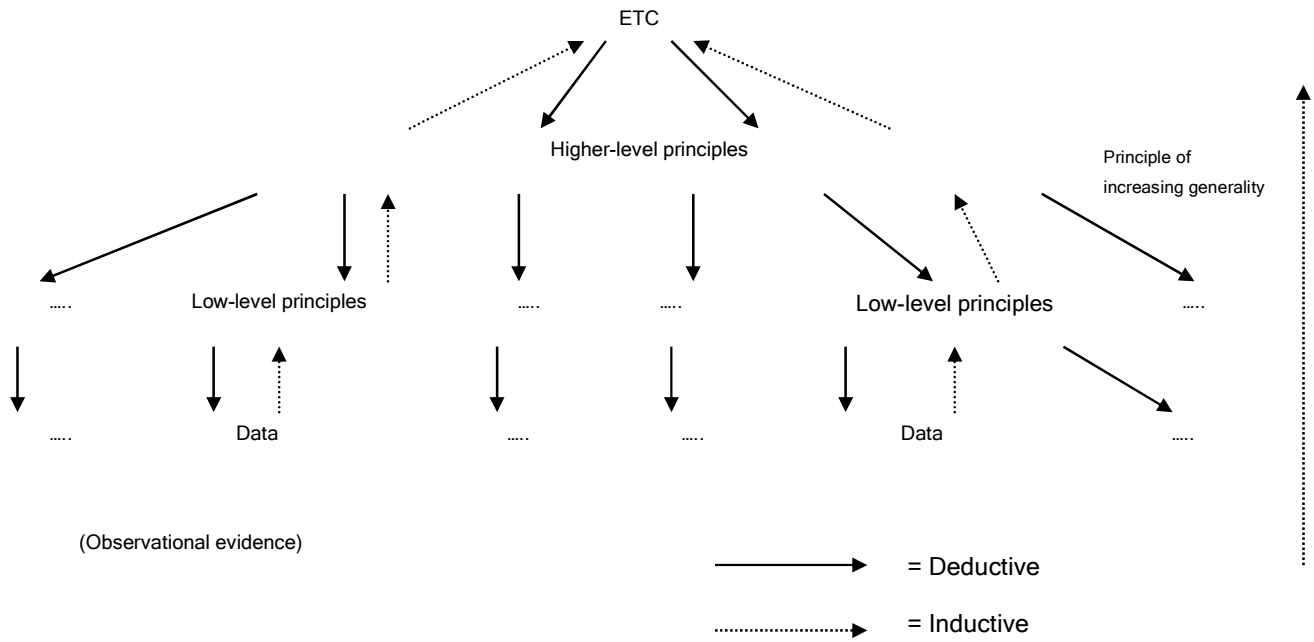 ETC
Higher-level principles
Principle of
increasing generality
..... Low-level principles ..... ..... Low-level principles .....
..... Data ..... ..... Data .....
(Observational evidence)
= Deductive
= Inductive